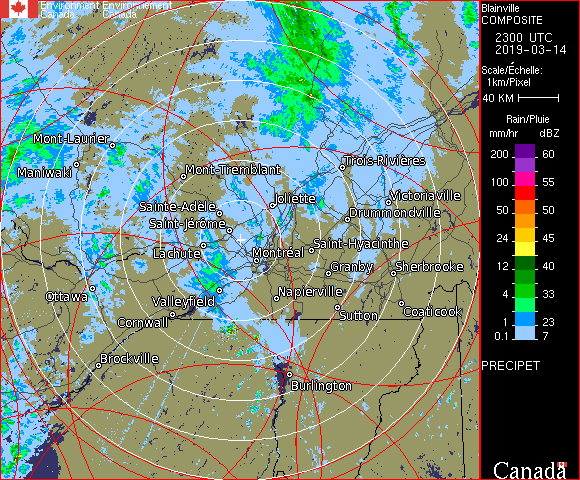 Environment Environnement
Canada Canada
Blainville
COMPOSITE
2300 UTC
2019-03-14
Scale/Échelle:
1km/Pixel
40 KM
Rain/Pluie
mm/hr dBZ
200 60
100 55
50 50
24 45
12 40
4 33
1 23
0.1 7
PRECIPET
Canada
Mont-Laurier
Maniwaki
Mont-Tremblant
Trois-Rivières
Sainte-Adèle
Joliette
Victoriaville
Drummondville
Saint-Jérôme
Lachute
Montréal
Saint-Hyacinthe
Granby
Sherbrooke
Ottawa
Valleyfield
Napierville
Cornwall
Sutton
Coaticook
Brockville
Burlington